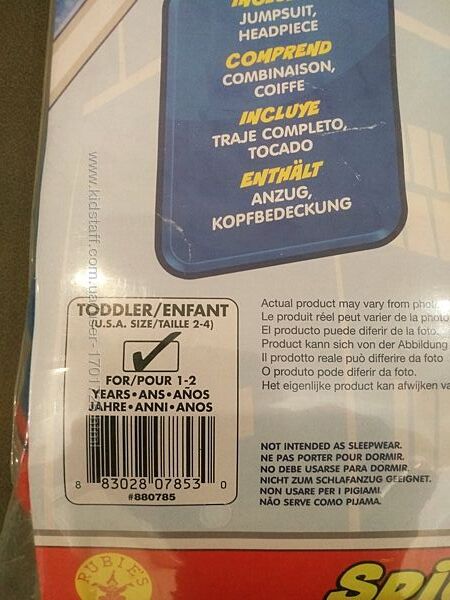 JUMPSUIT,
HEADPIECE
COMPREND
COMBINAISON,
COIFFE
INCLUYE
TRAJE COMPLETO,
TOCADO
ENTHÄLT
ANZUG,
KOPFBEDECKUNG
TODDLER/ENFANT
(U.S.A. SIZE/TAILLE 2-4)
FOR/POUR 1-2
YEARS•ANS•AÑOS
JAHRE•ANNI•ANOS
8 83028 07853 0
#880785
Actual product may vary from
Le produit réel peut varier de la photo
El producto puede diferir de la foto.
Product kann sich von der Abbildung
Il prodotto reale può differire da foto
O produto pode diferir da foto.
Het eigenlijke product kan afwijken
NOT INTENDED AS SLEEPWEAR.
NE PAS PORTER POUR DORMIR.
NO DEBE USARSE PARA DORMIR.
NICHT ZUM SCHLAFANZUG GEEIGNET.
NON USARE PER I PIGIAMI.
NÃO SERVE COMO PIJAMA.
RUBIE'S